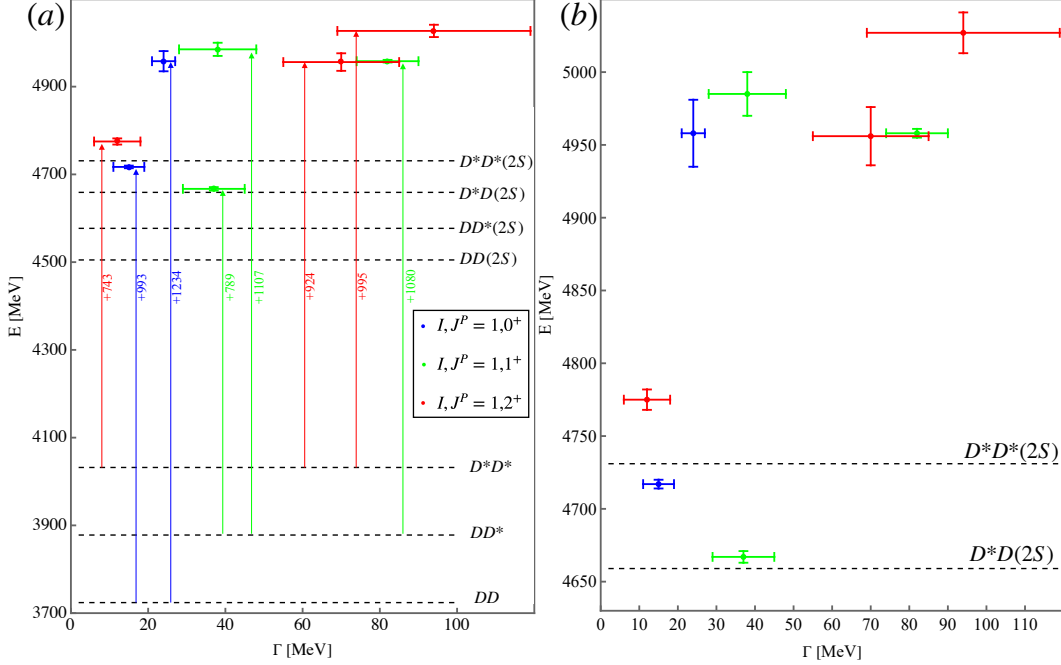 (a)
4900
4700
4500
4300
4100
3900
3700
E [MeV]
0
20
40
60
80
100
Γ [MeV]
D*D*(2S)
D*D(2S)
DD*(2S)
DD(2S)
D*D*
DD*
DD
+743
+993
+1234
+789
+1107
+924
+995
+1080
I, J^P = 1,0⁺
I, J^P = 1,1⁺
I, J^P = 1,2⁺
(b)
5000
4950
4900
4850
4800
4750
4700
4650
E [MeV]
0
10
20
30
40
50
60
70
80
90
100
110
Γ [MeV]
D*D*(2S)
D*D(2S)